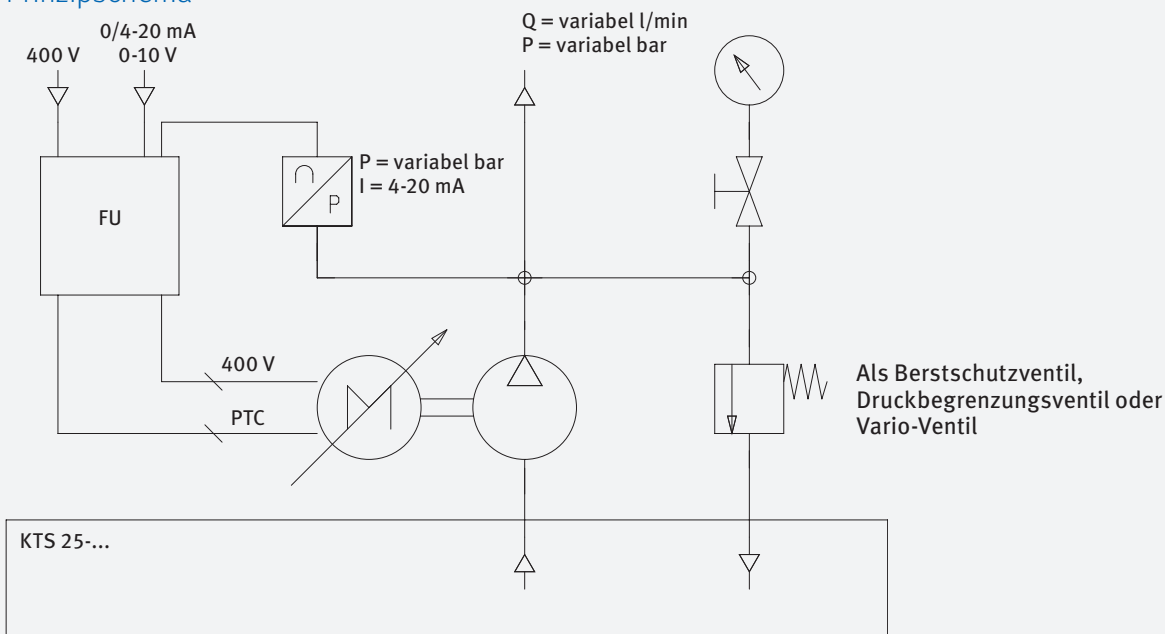 Prinzipschema
0/4-20 mA
400 V
0-10 V
Q = variabel l/min
P = variabel bar
P = variabel bar
I = 4-20 mA
P
FU
400 V
PTC
M
Als Berstschutzventil,
Druckbegrenzungsventil oder
Vario-Ventil
KTS 25-...